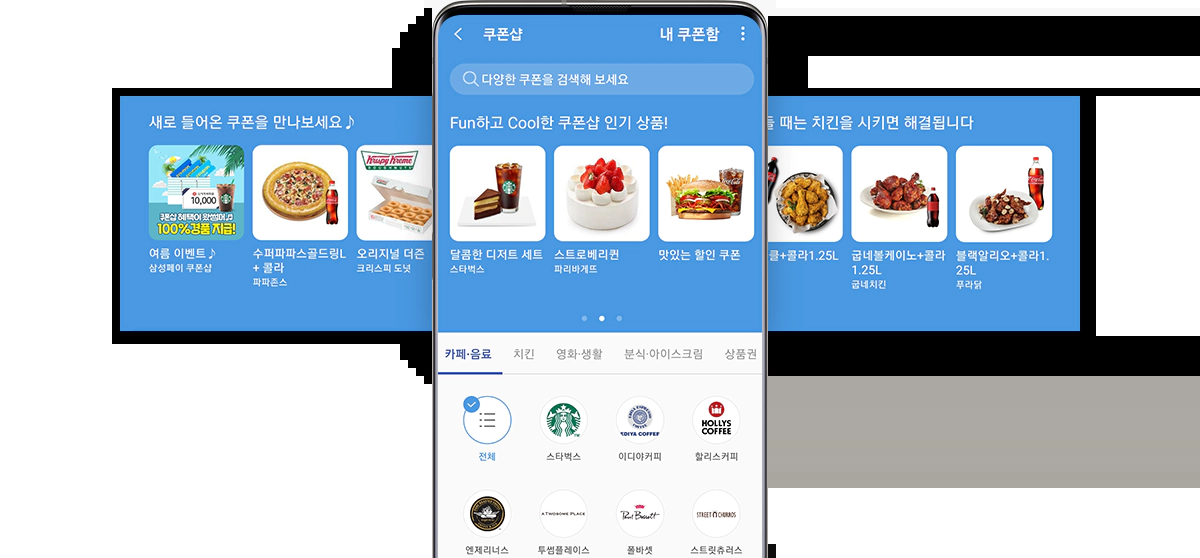 쿠폰샵
내 쿠폰함
다양한 쿠폰을 검색해 보세요
새로 들어온 쿠폰을 만나보세요♪
10,000
쿠폰샵 혜택이 왔썸머♬
100%경품 지급!
여름 이벤트♪
삼성페이 쿠폰샵
수퍼파파스골드링L
+ 콜라
파파존스
Krispy Kreme
DOUGHNUTS
오리지널 더즌
크리스피 도넛
Fun하고 Cool한 쿠폰샵 인기 상품!
달콤한 디저트 세트
스타벅스
스트로베리퀸
파리바게뜨
맛있는 할인 쿠폰
때는 치킨을 시키면 해결됩니다
클+콜라1.25L
굽네볼케이노+콜라
1.25L
굽네치킨
블랙알리오+콜라1.
25L
푸라닭
카페·음료
치킨
영화·생활
분식·아이스크림
상품권
전체
스타벅스
EDIYA COFFEE
이디야커피
HOLLYS
COFFEE
할리스커피
엔제리너스
A TWOSOME PLACE
투썸플레이스
Paul Bassett
폴바셋
STREET CHURROS
스트릿츄러스